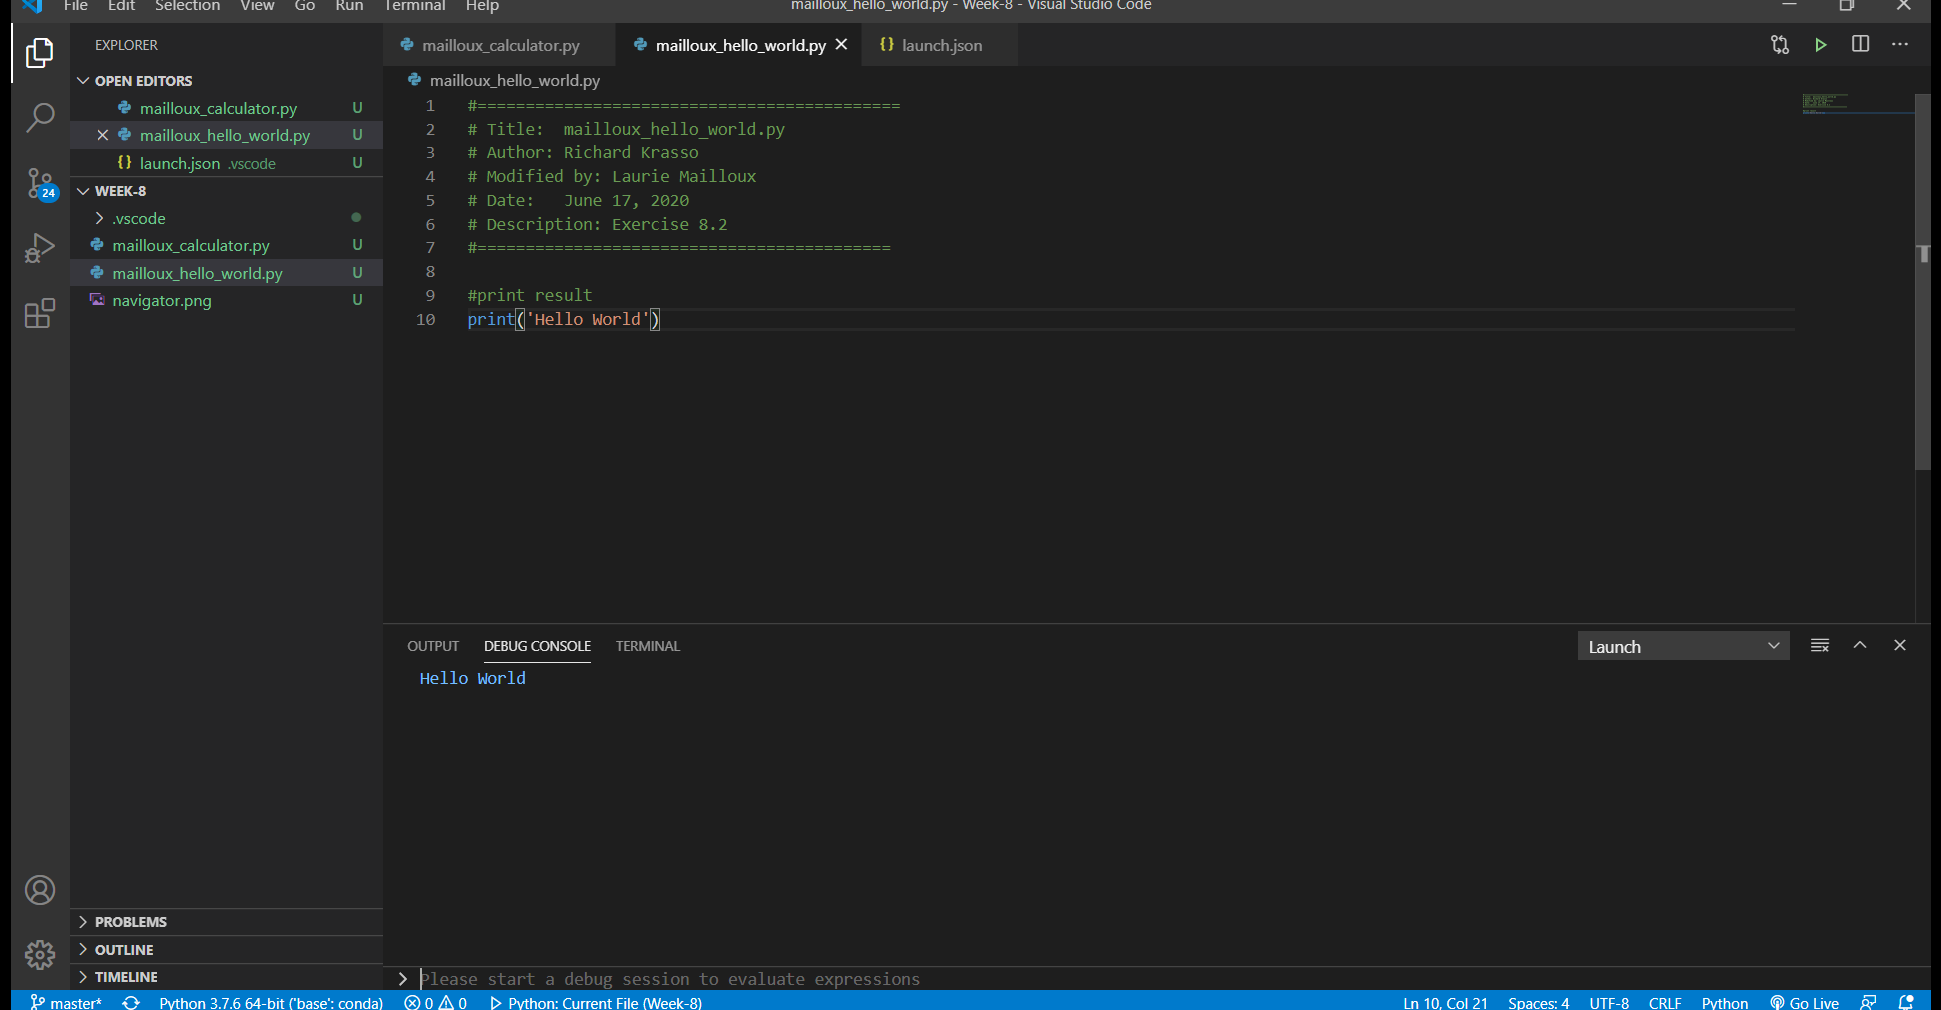 File Edit Selection View Go Run Terminal Help mailloux_hello_world.py - Week-8 - Visual Studio Code
EXPLORER
OPEN EDITORS
mailloux_calculator.py U
mailloux_hello_world.py U
launch.json .vscode U
WEEK-8
.vscode
mailloux_calculator.py U
mailloux_hello_world.py U
navigator.png U
24
PROBLEMS
OUTLINE
TIMELINE
mailloux_calculator.py mailloux_hello_world.py {} launch.json
mailloux_hello_world.py
1 #============================================
2 # Title:  mailloux_hello_world.py
3 # Author: Richard Krasso
4 # Modified by: Laurie Mailloux
5 # Date:   June 17, 2020
6 # Description: Exercise 8.2
7 #===========================================
8
9 #print result
10 print('Hello World')
OUTPUT DEBUG CONSOLE TERMINAL Launch
Hello World
Please start a debug session to evaluate expressions
master* Python 3.7.6 64-bit ('base': conda) 0 0 Python: Current File (Week-8) Ln 10, Col 21 Spaces: 4 UTF-8 CRLF Python Go Live